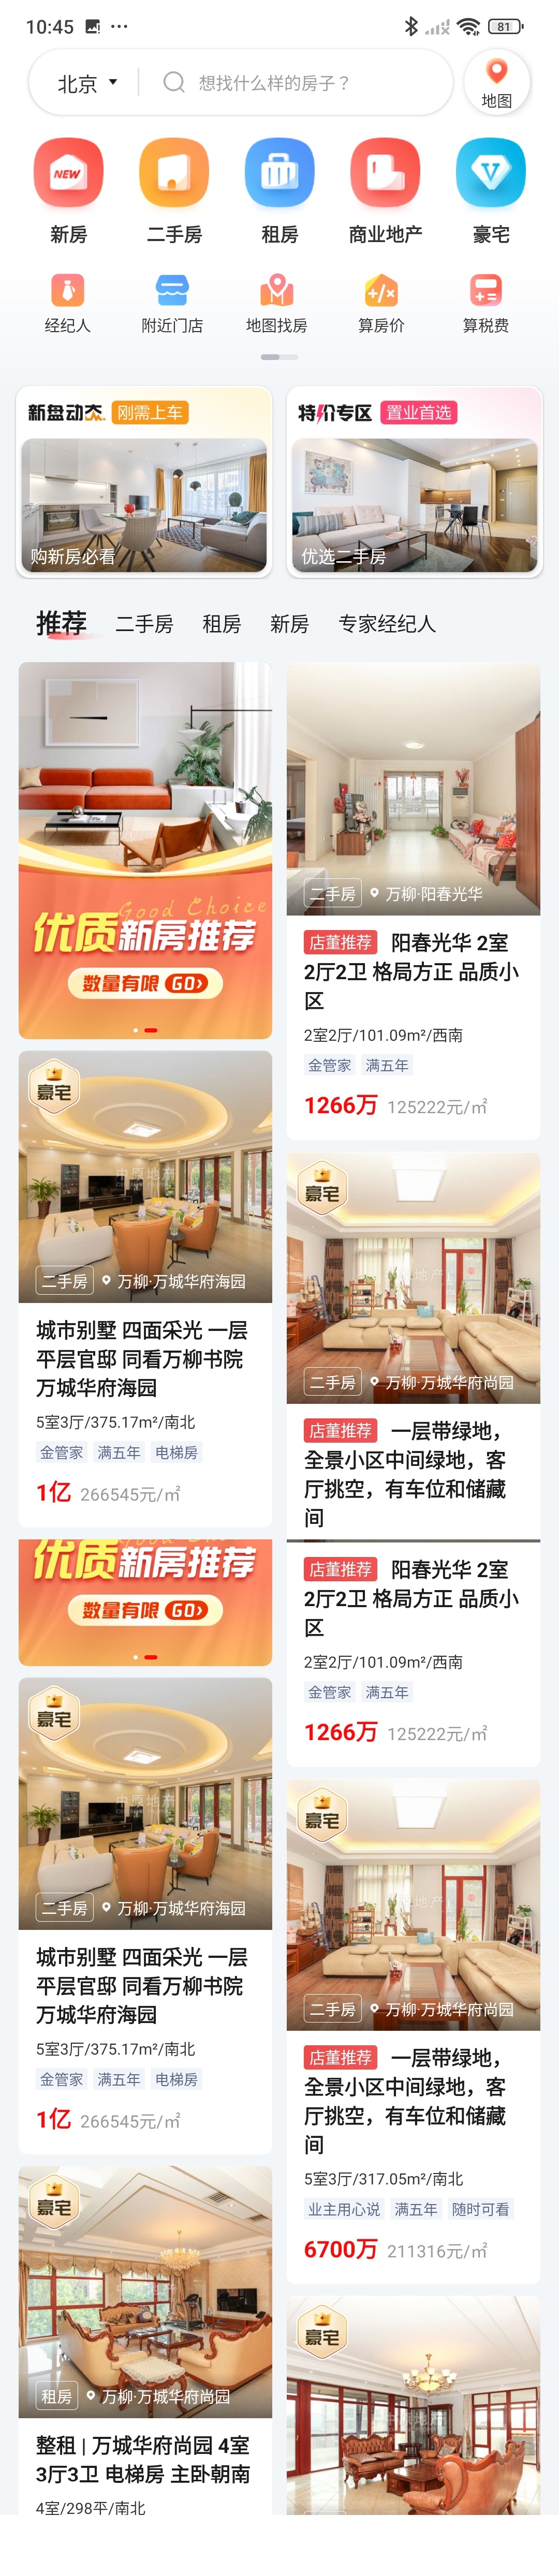 10:45
81
北京
想找什么样的房子？
地图
NEW
新房
二手房
租房
商业地产
豪宅
经纪人
附近门店
地图找房
算房价
算税费
新盘动态 刚需上车
购新房必看
特价专区 置业首选
优选二手房
推荐
二手房
租房
新房
专家经纪人
Good Choice
优质新房推荐
数量有限 GO
二手房 万柳·阳春光华
店董推荐 阳春光华 2室
2厅2卫 格局方正 品质小
区
2室2厅/101.09m²/西南
金管家 满五年
1266万 125222元/㎡
豪宅
中原地产
二手房 万柳·万城华府海园
城市别墅 四面采光 一层
平层官邸 同看万柳书院
万城华府海园
5室3厅/375.17m²/南北
金管家 满五年 电梯房
1亿 266545元/㎡
豪宅
二手房 万柳·万城华府尚园
店董推荐 一层带绿地，
全景小区中间绿地，客
厅挑空，有车位和储藏
间
优质新房推荐
数量有限 GO
店董推荐 阳春光华 2室
2厅2卫 格局方正 品质小
区
2室2厅/101.09m²/西南
金管家 满五年
1266万 125222元/㎡
豪宅
中原地产
二手房 万柳·万城华府海园
城市别墅 四面采光 一层
平层官邸 同看万柳书院
万城华府海园
5室3厅/375.17m²/南北
金管家 满五年 电梯房
1亿 266545元/㎡
豪宅
二手房 万柳·万城华府尚园
店董推荐 一层带绿地，
全景小区中间绿地，客
厅挑空，有车位和储藏
间
5室3厅/317.05m²/南北
业主用心说 满五年 随时可看
6700万 211316元/㎡
豪宅
租房 万柳·万城华府尚园
整租 | 万城华府尚园 4室
3厅3卫 电梯房 主卧朝南
4室/298平/南北
豪宅